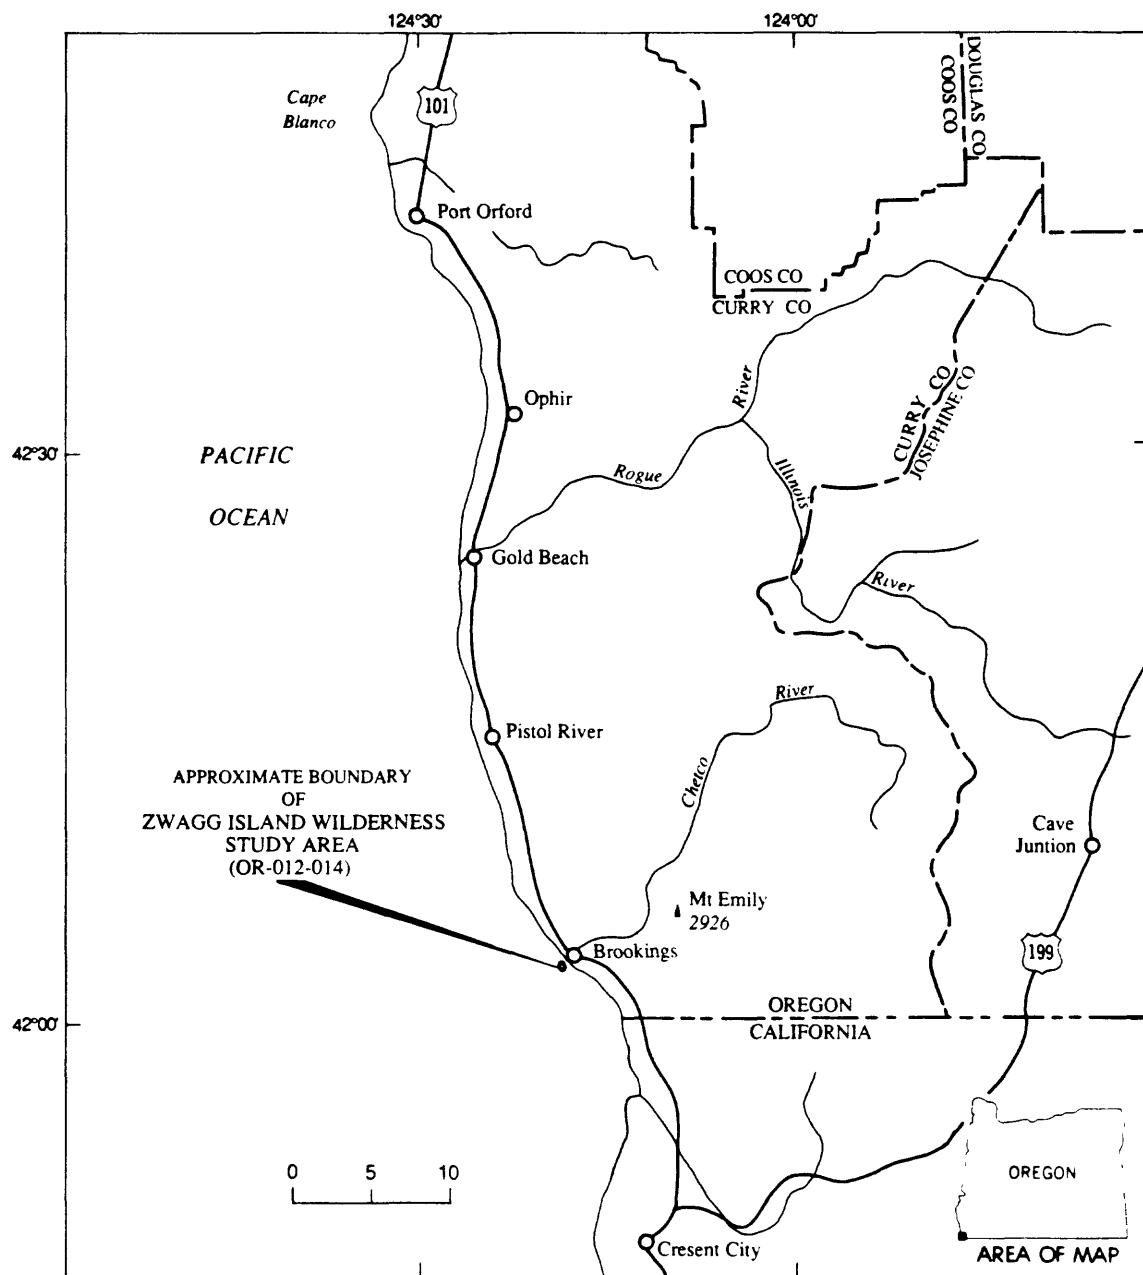 124°30'
124°00'
Cape
Blanco
101
DOUGLAS CO
COOS CO
Port Orford
COOS CO
CURRY CO
River
Ophir
CURRY CO
JOSEPHINE CO
42°30'
PACIFIC
OCEAN
Rogue
Illinois
Gold Beach
River
River
Pistol River
Chetco
APPROXIMATE BOUNDARY
OF
ZWAGG ISLAND WILDERNESS
STUDY AREA
(OR-012-014)
Cave
Juntion
Mt Emily
2926
Brookings
199
42°00'
OREGON
CALIFORNIA
0 5 10
OREGON
Cresent City
AREA OF MAP